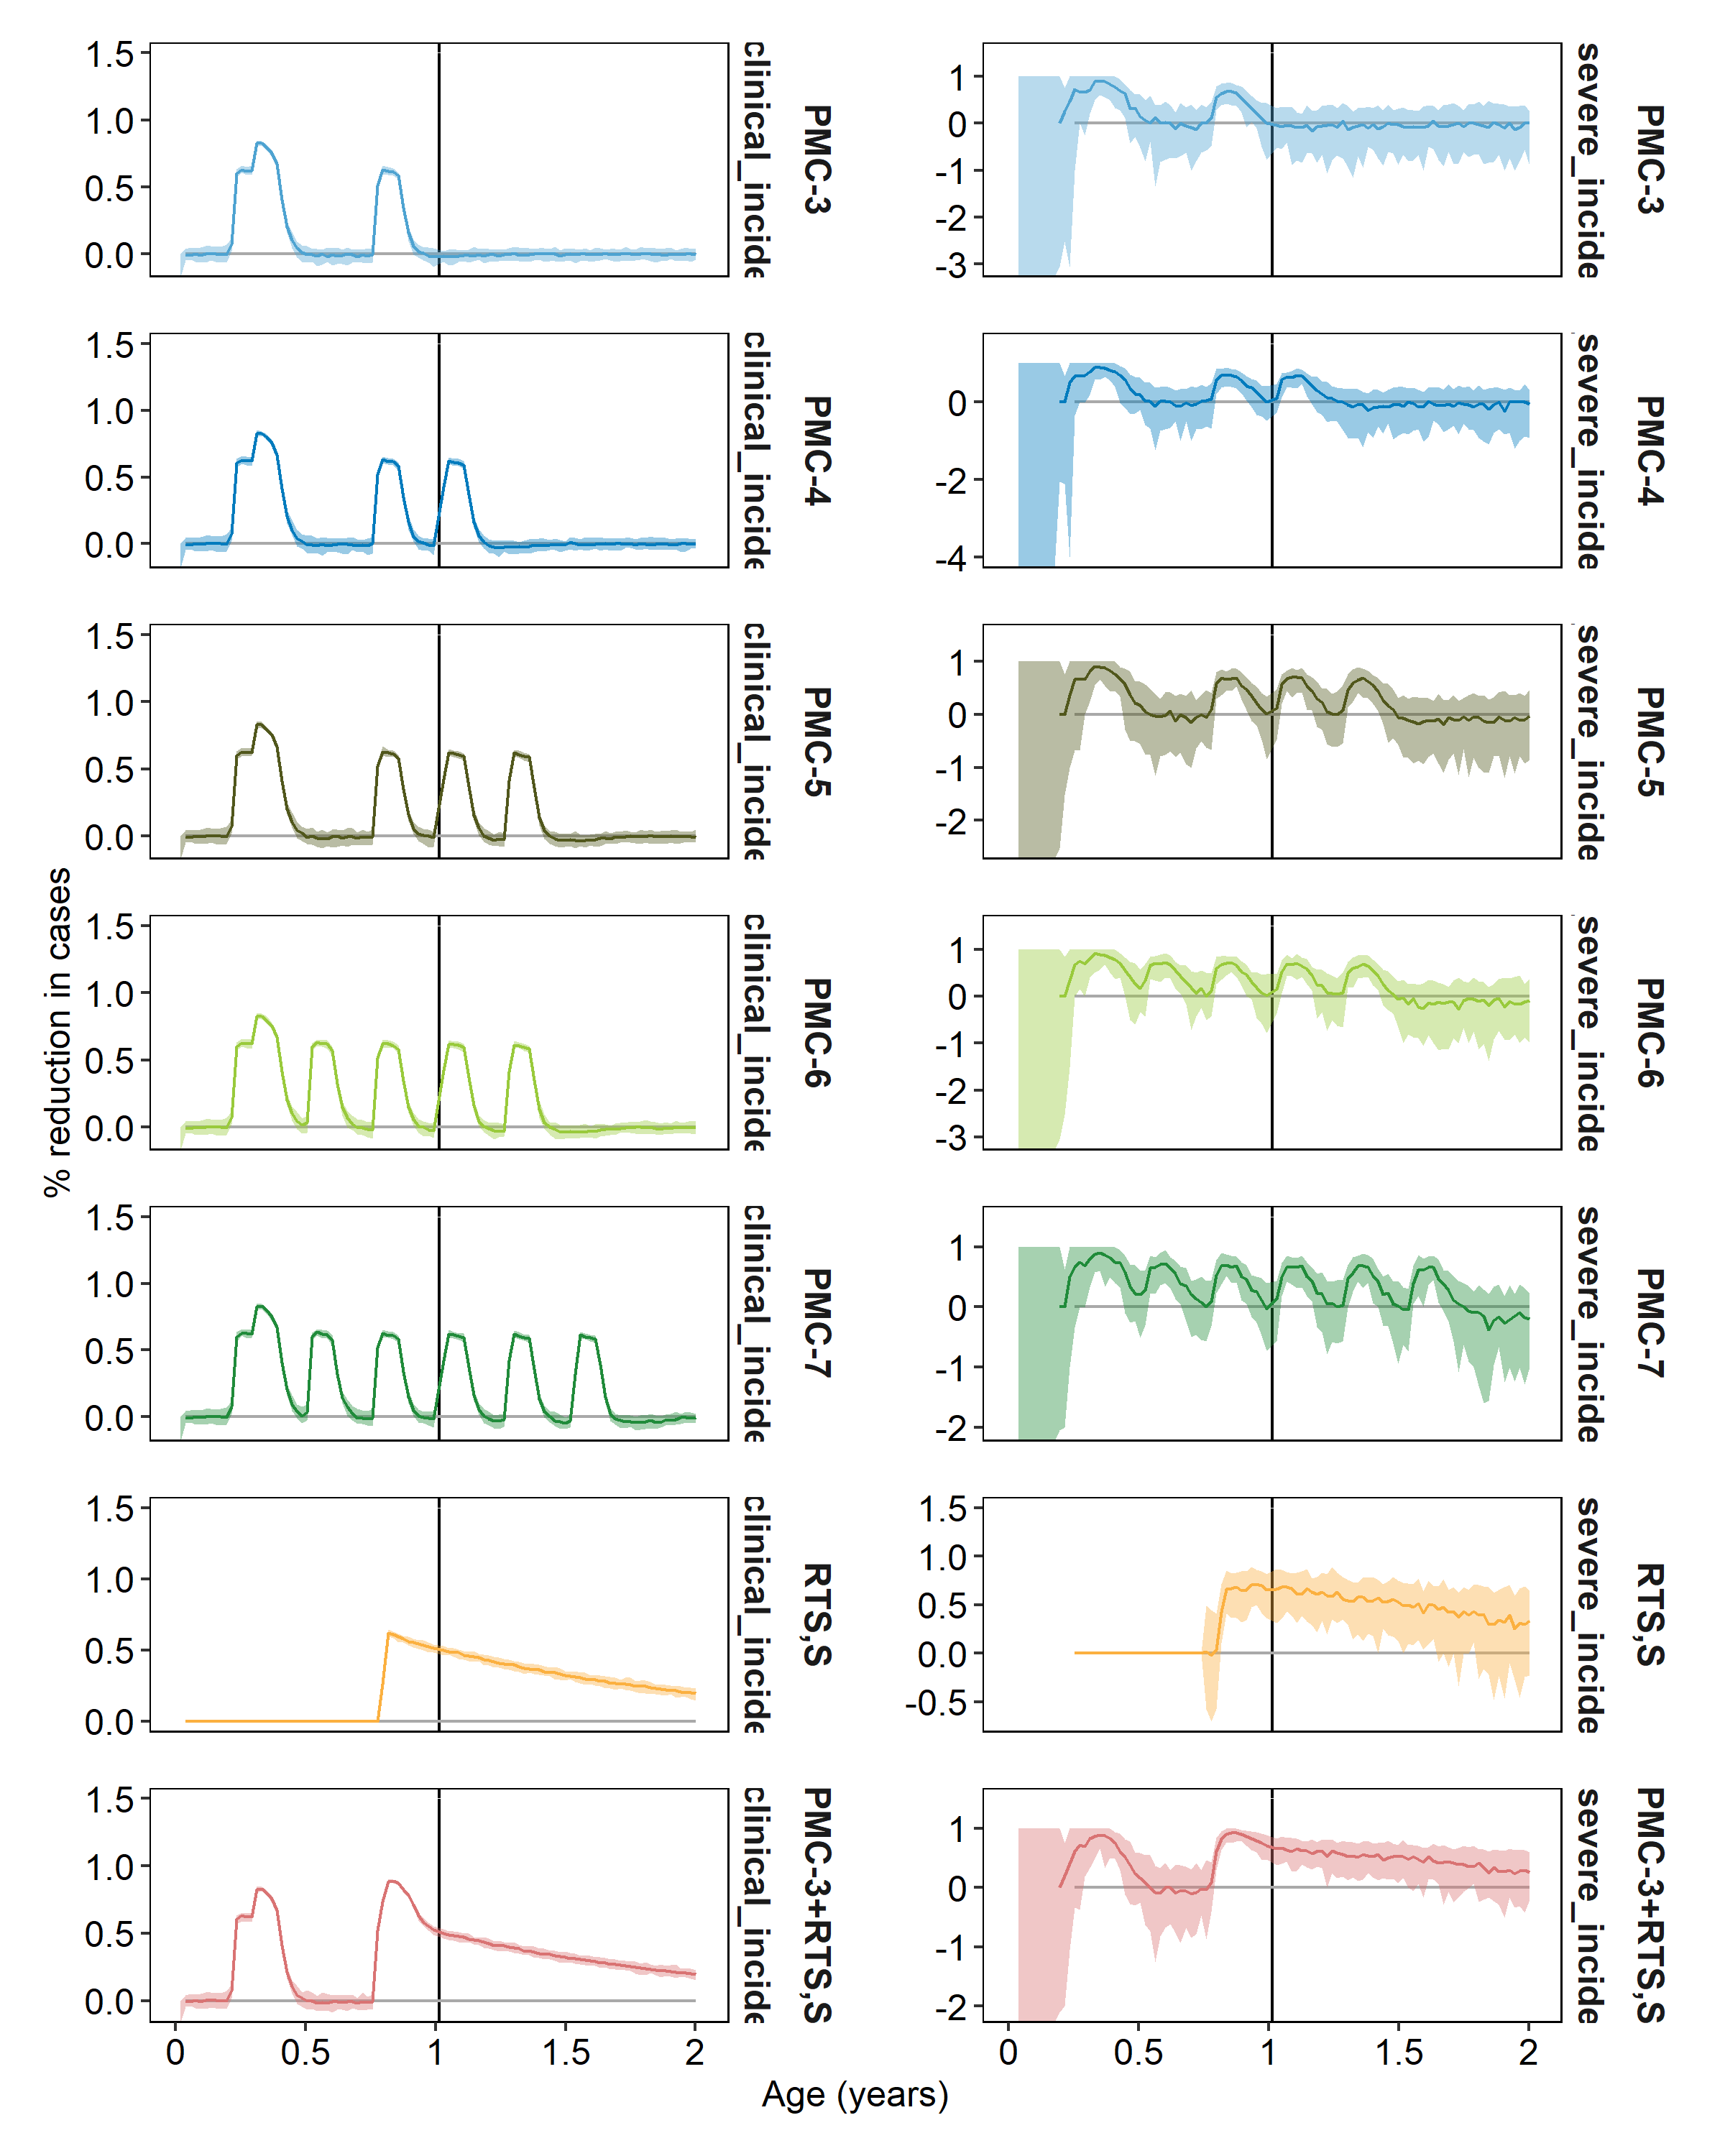 1.5
1.0
0.5
0.0
clinical_incide
PMC-3
1
0
-1
-2
-3
severe_incide
PMC-3
1.5
1.0
0.5
0.0
clinical_incide
PMC-4
0
-2
-4
severe_incide
PMC-4
1.5
1.0
0.5
0.0
clinical_incide
PMC-5
1
0
-1
-2
severe_incide
PMC-5
% reduction in cases
1.5
1.0
0.5
0.0
clinical_incide
PMC-6
1
0
-1
-2
-3
severe_incide
PMC-6
1.5
1.0
0.5
0.0
clinical_incide
PMC-7
1
0
-1
-2
severe_incide
PMC-7
1.5
1.0
0.5
0.0
clinical_incide
RTS,S
1.5
1.0
0.5
0.0
-0.5
severe_incide
RTS,S
1.5
1.0
0.5
0.0
clinical_incide
PMC-3+RTS,S
1
0
-1
-2
severe_incide
PMC-3+RTS,S
0 0.5 1 1.5 2
0 0.5 1 1.5 2
Age (years)